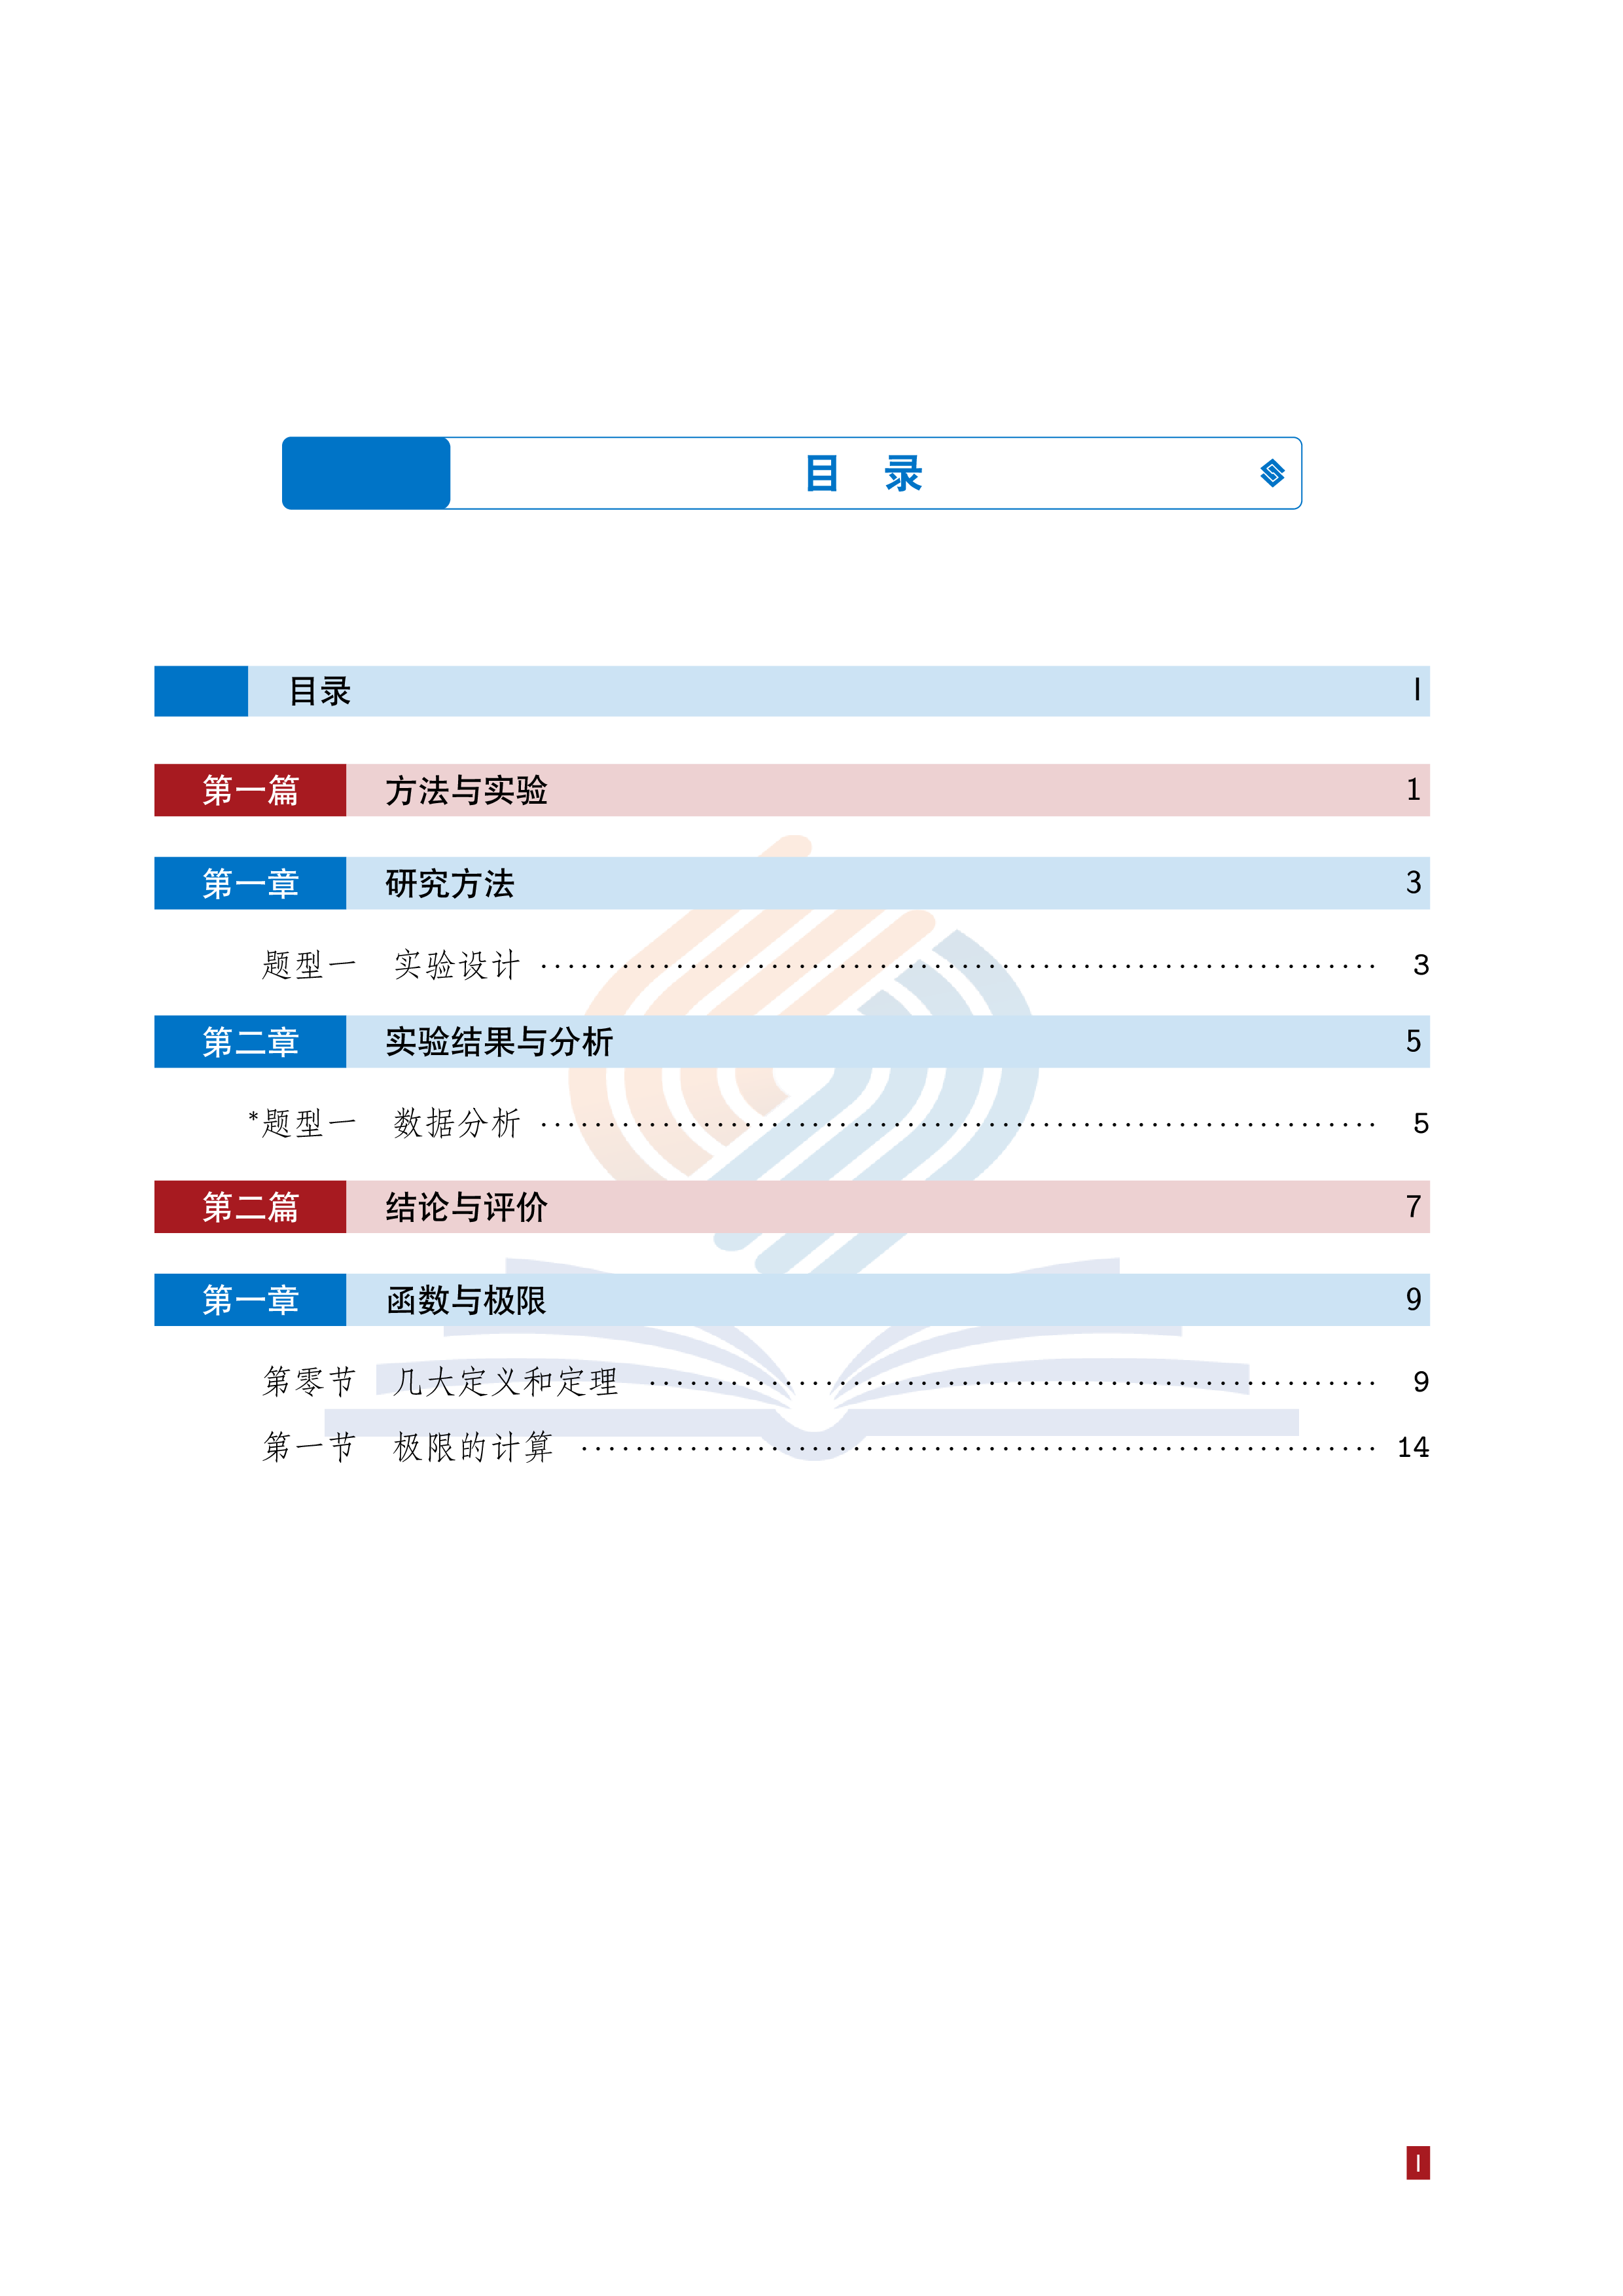 目 录
目录 I
第一篇 方法与实验 1
第一章 研究方法 3
题型一 实验设计 ······························································ 3
第二章 实验结果与分析 5
*题型一 数据分析 ······························································ 5
第二篇 结论与评价 7
第一章 函数与极限 9
第零节 几大定义和定理 ······················································ 9
第一节 极限的计算 ··························································· 14
I